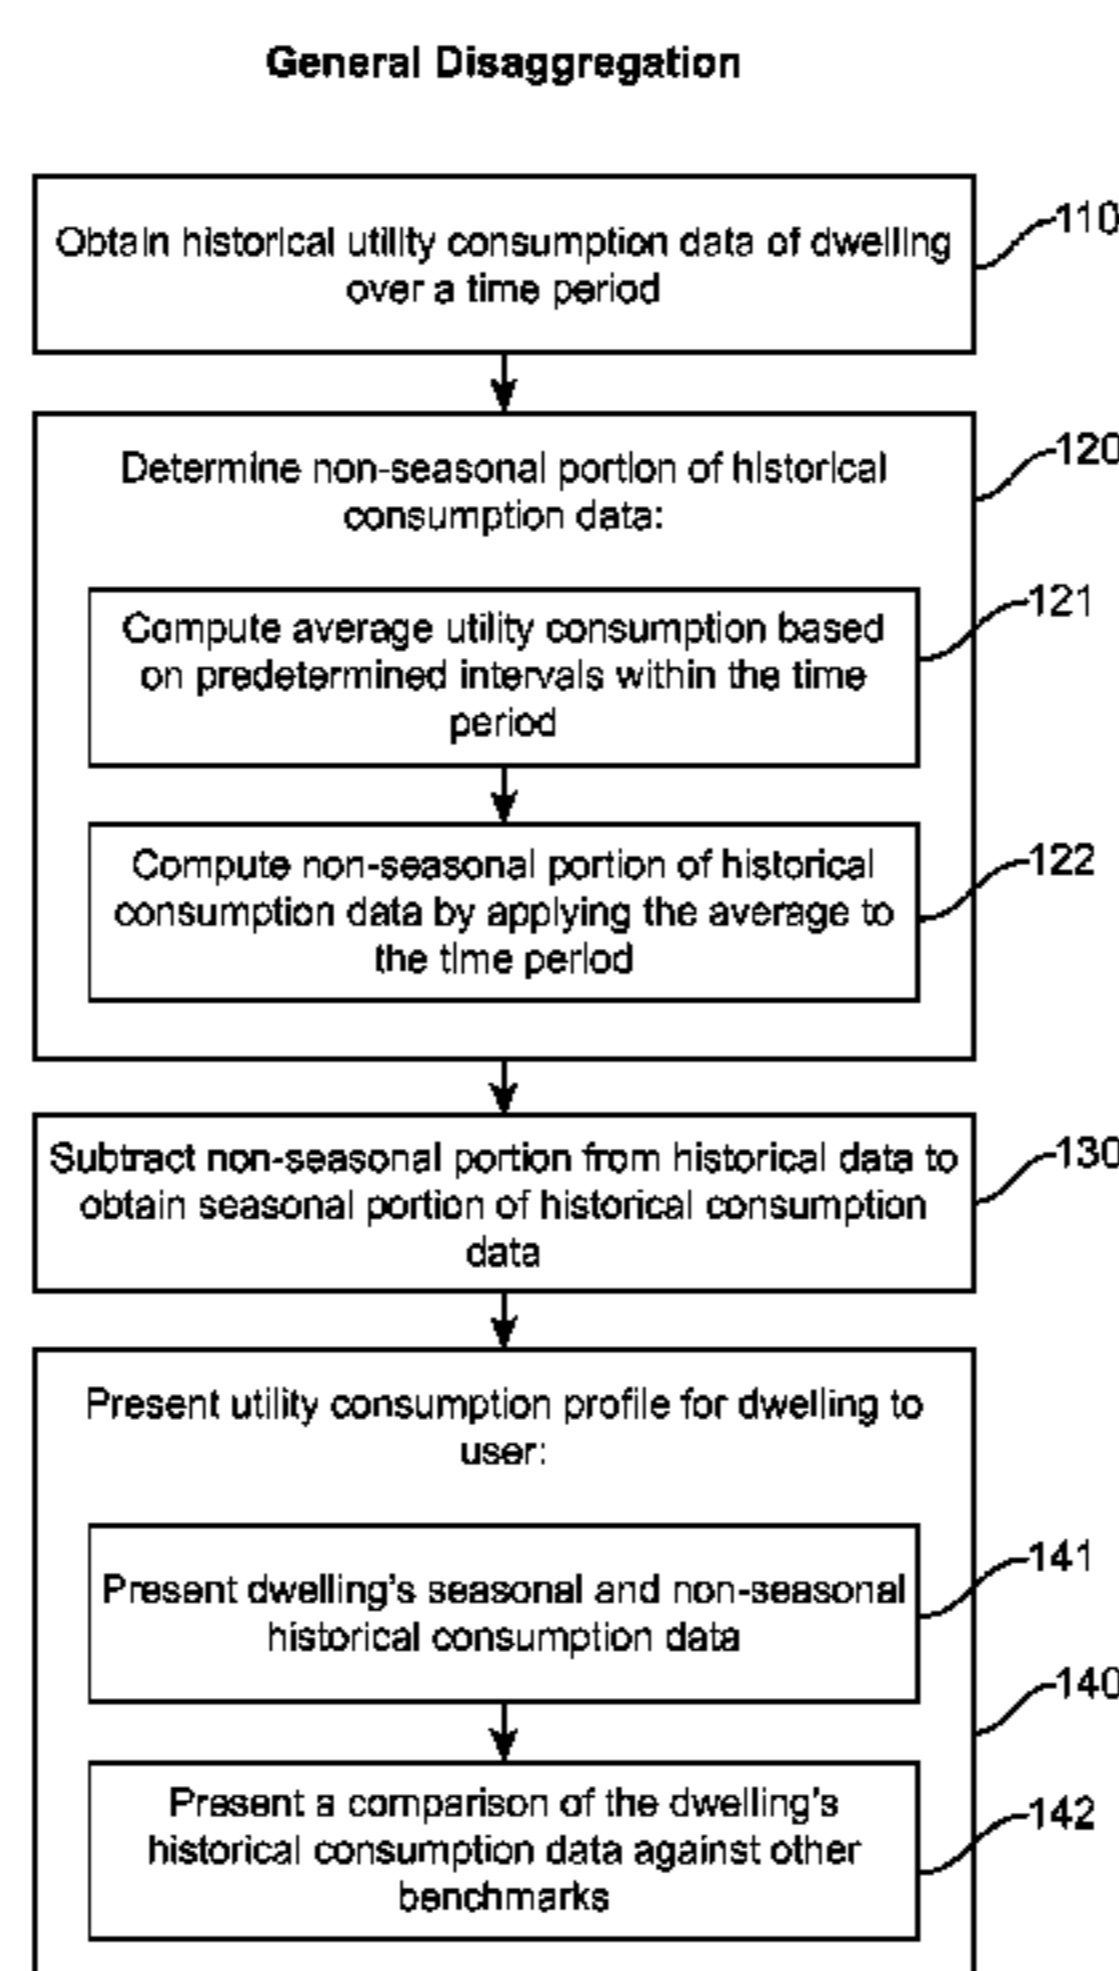 General Disaggregation
110
Obtain historical utility consumption data of dwelling
over a time period
120
Determine non-seasonal portion of historical
consumption data:
121
Compute average utility consumption based
on predetermined intervals within the time
period
122
Compute non-seasonal portion of historical
consumption data by applying the average to
the time period
130
Subtract non-seasonal portion from historical data to
obtain seasonal portion of historical consumption
data
Present utility consumption profile for dwelling to
user:
141
Present dwelling's seasonal and non-seasonal
historical consumption data
140
142
Present a comparison of the dwelling's
historical consumption data against other
benchmarks